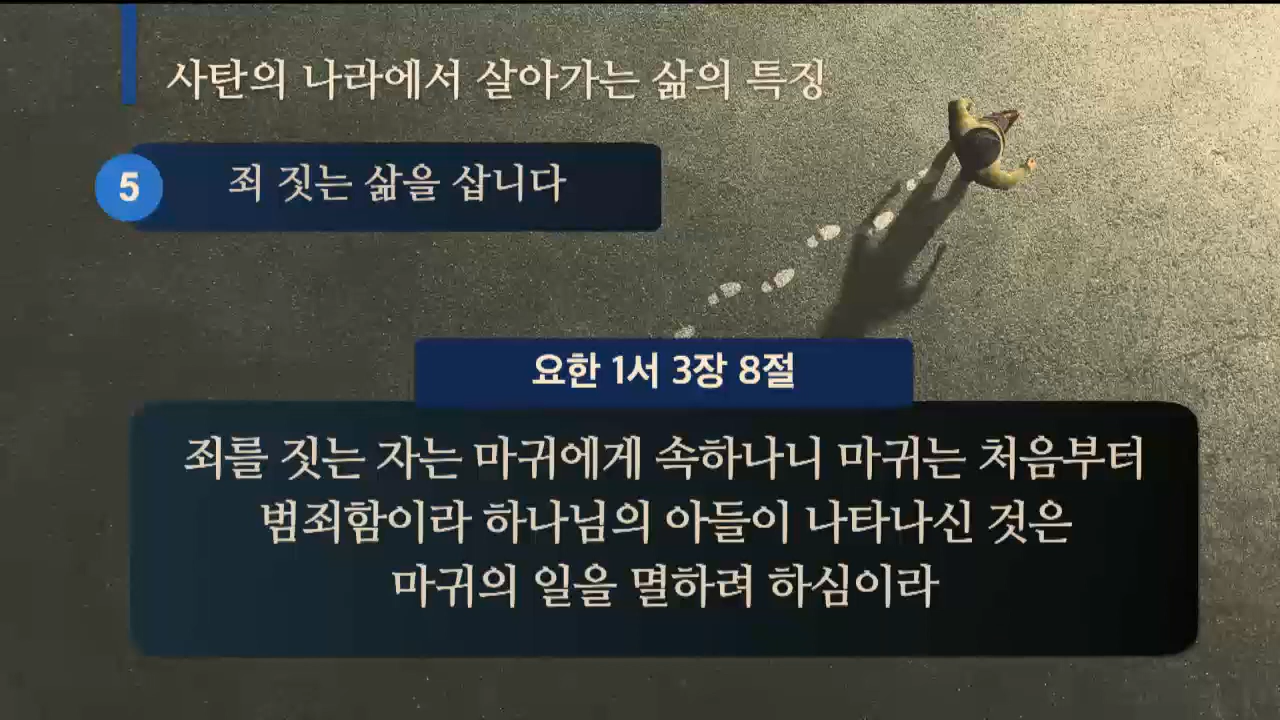 사탄의 나라에서 살아가는 삶의 특징
5
죄 짓는 삶을 삽니다
요한 1서 3장 8절
죄를 짓는 자는 마귀에게 속하나니 마귀는 처음부터
범죄함이라 하나님의 아들이 나타나신 것은
마귀의 일을 멸하려 하심이라